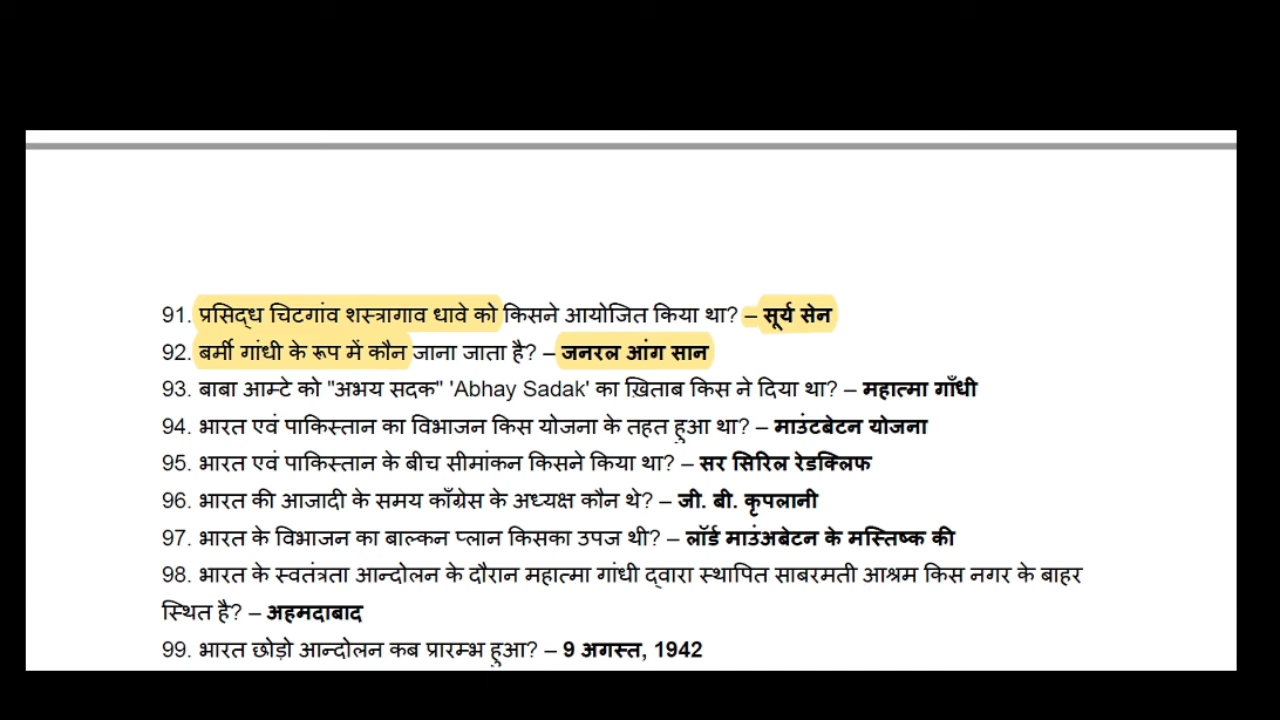 91. प्रसिद्ध चिटगांव शस्त्रागाव धावे को किसने आयोजित किया था? – सूर्य सेन
92. बर्मी गांधी के रूप में कौन जाना जाता है? – जनरल आंग सान
93. बाबा आम्टे को "अभय सदक" 'Abhay Sadak' का ख़िताब किस ने दिया था? – महात्मा गाँधी
94. भारत एवं पाकिस्तान का विभाजन किस योजना के तहत हुआ था? – माउंटबेटन योजना
95. भारत एवं पाकिस्तान के बीच सीमांकन किसने किया था? – सर सिरिल रेडक्लिफ
96. भारत की आजादी के समय काँग्रेस के अध्यक्ष कौन थे? – जी. बी. कृपलानी
97. भारत के विभाजन का बाल्कन प्लान किसका उपज थी? – लॉर्ड माउंअबेटन के मस्तिष्क की
98. भारत के स्वतंत्रता आन्दोलन के दौरान महात्मा गांधी द्वारा स्थापित साबरमती आश्रम किस नगर के बाहर
स्थित है? – अहमदाबाद
99. भारत छोड़ो आन्दोलन कब प्रारम्भ हुआ? – 9 अगस्त, 1942